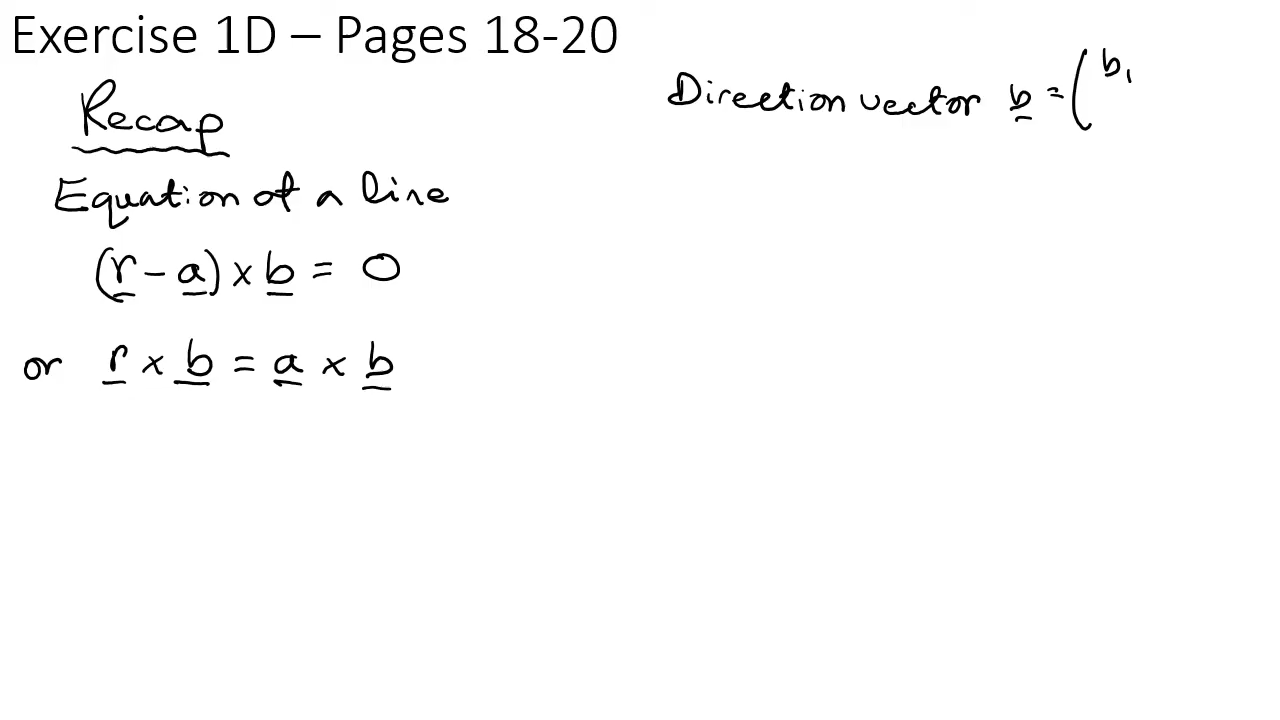 Exercise 1D – Pages 18-20
Recap
Equation of a line
(r - a) × b = 0
or r × b = a × b
Direction vector b = ( b₁